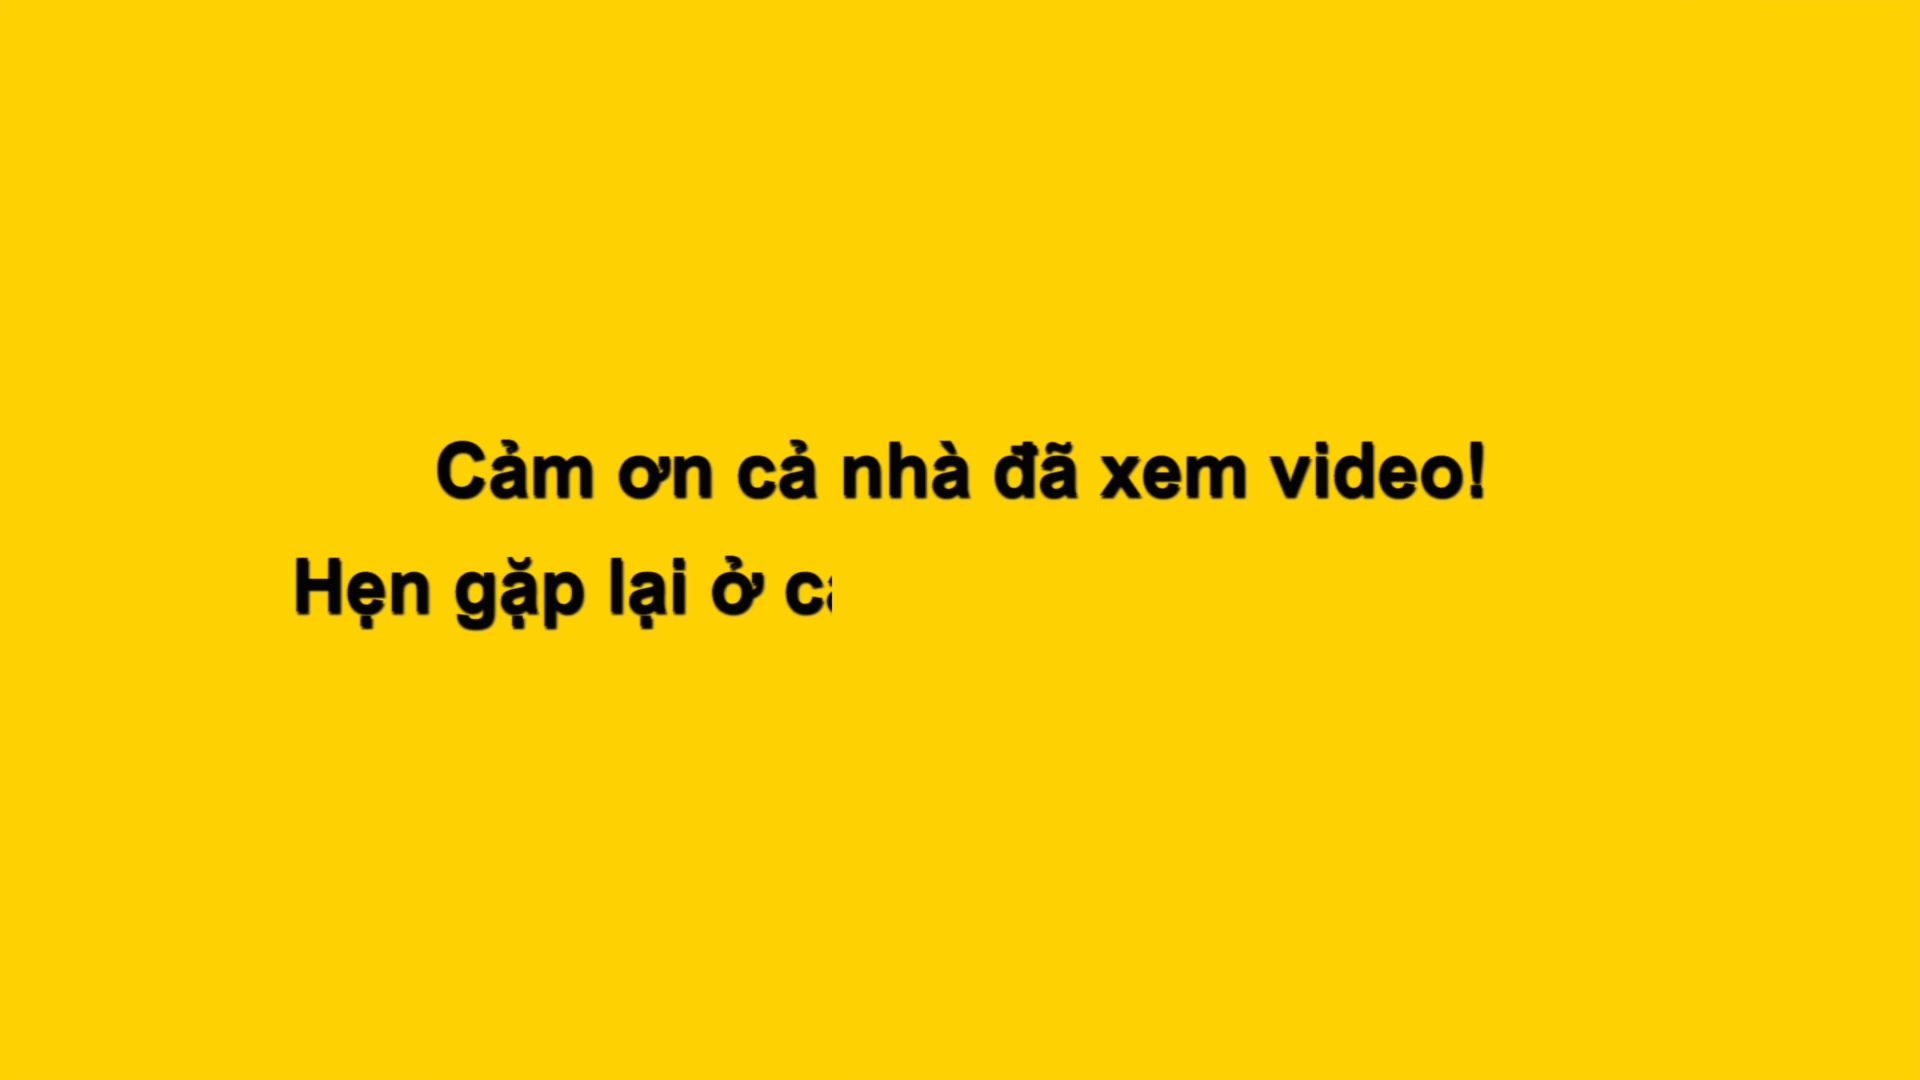 Cảm ơn cả nhà đã xem video!
Hẹn gặp lại ở